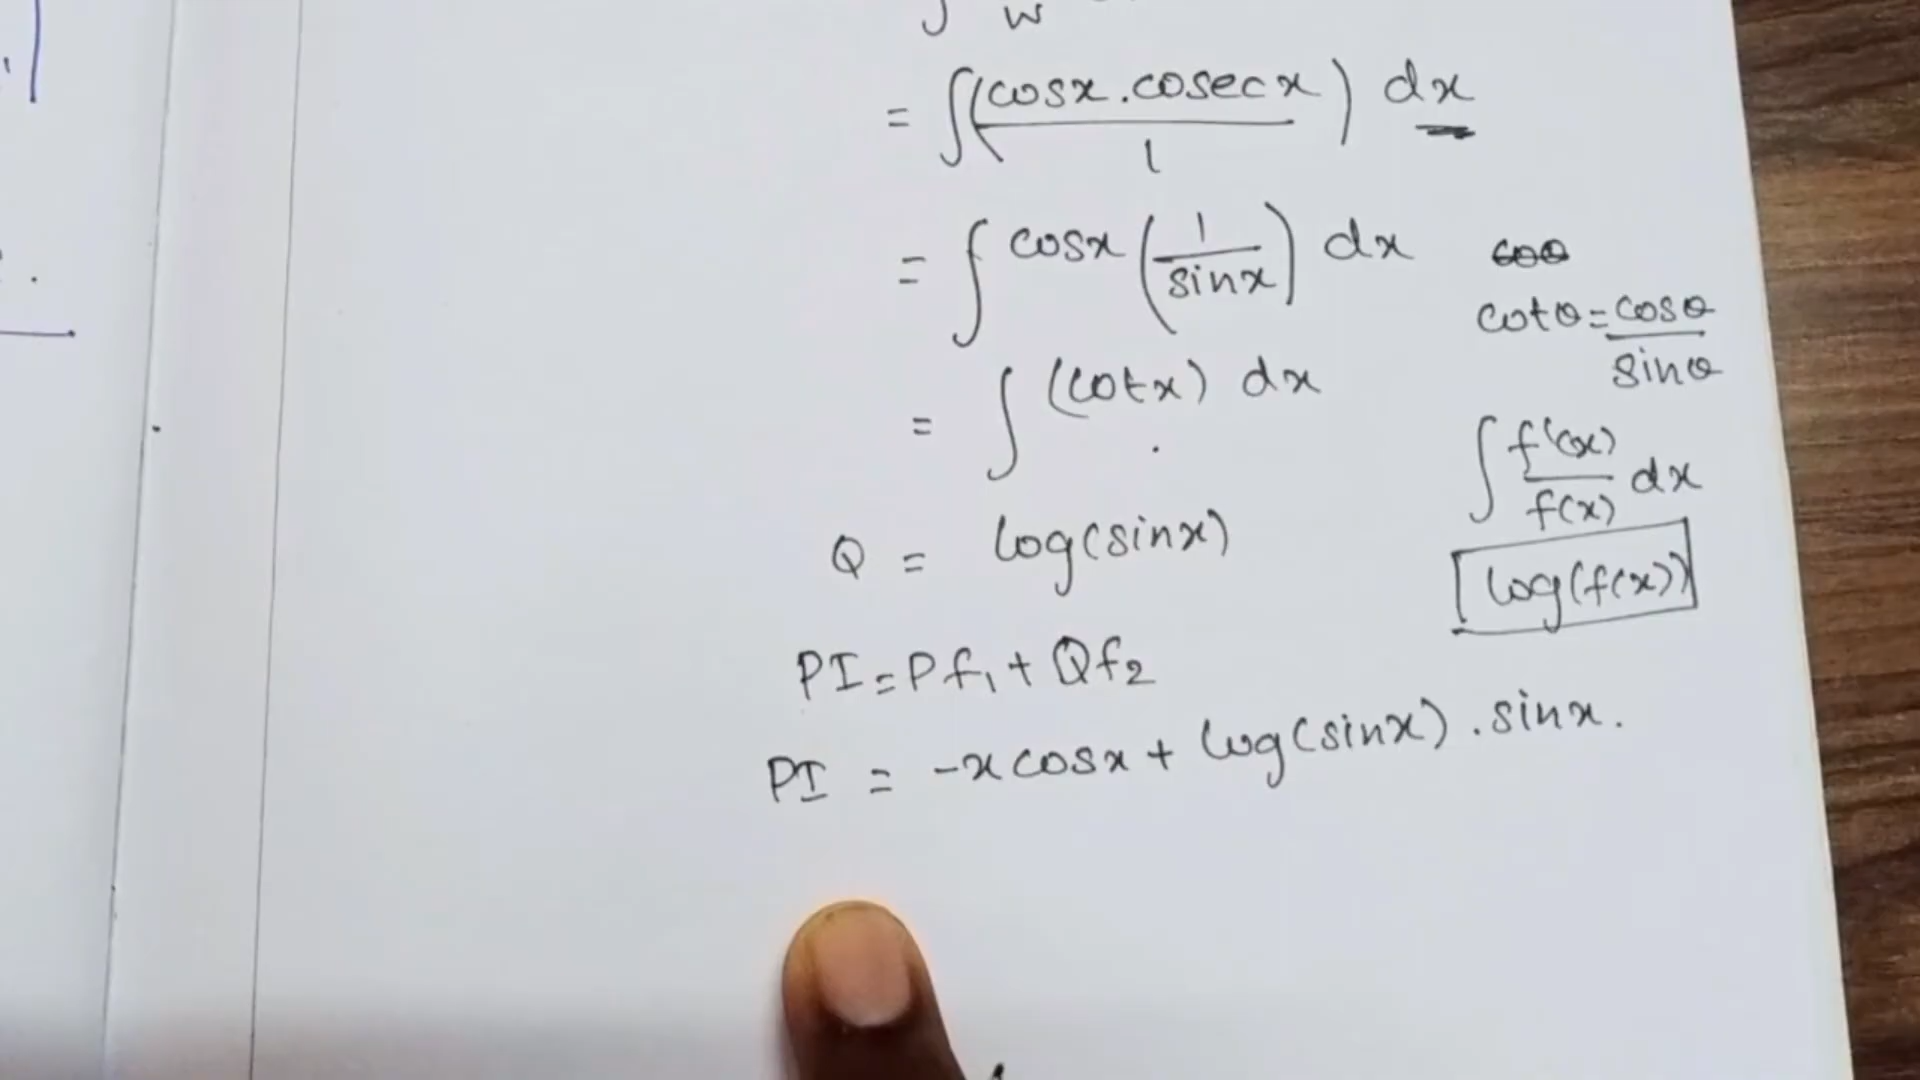 ∫ w
= ∫(cosx.cosecx / 1) dx
= ∫ cosx (1 / sinx) dx
cotθ = cosθ / sinθ
= ∫ (cotx) dx
∫ f'(x) / f(x) dx
Q = log(sinx)
log(f(x))
PI = Pf₁ + Qf₂
PI = -x cosx + log(sinx) . sinx.